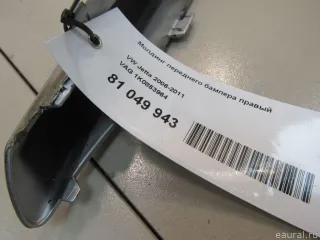 Молдинг переднего бампера правый
VW Jetta 2006-2011
VAG 1K0853964
81 049 943
eaural.ru